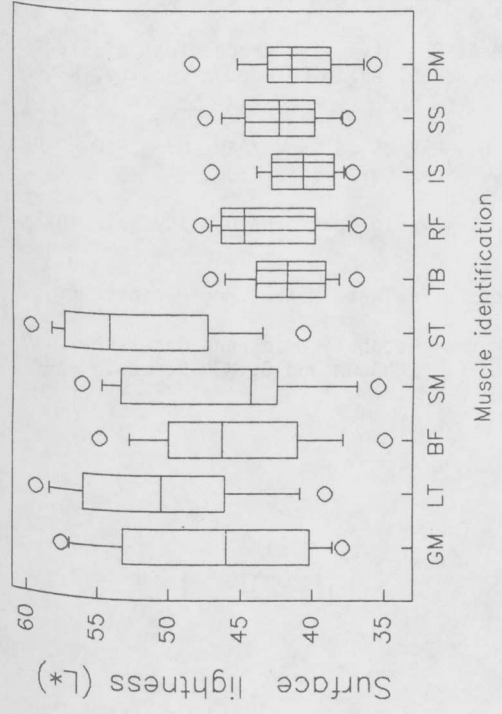 Surface lightness (L*)
60
55
50
45
40
35
GM LT BF SM ST TB RF IS SS PM
Muscle identification